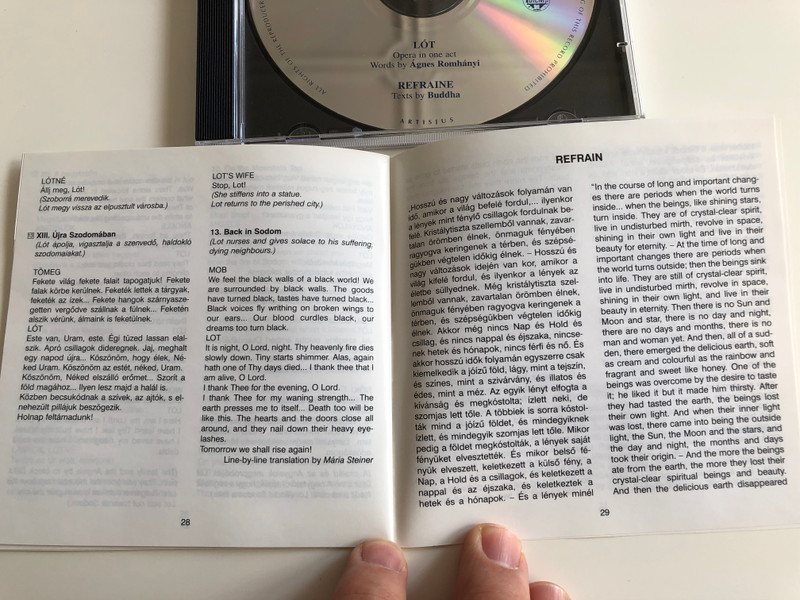 ALL RIGHTS OF THE PRODUCER
NG OF THIS RECORD PROHIBITED
LÓT
Opera in one act
Words by Ágnes Romhányi
REFRAINE
Texts by Buddha
ARTISJUS
LÓTNÉ
Állj meg, Lót!
(Szoborrá merevedik.
Lót megy vissza az elpusztult városba.)
XIII. Újra Szodomában
(Lót ápolja, vigasztalja a szenvedő, haldokló
szodomaiakat.)
TÖMEG
Fekete világ fekete falait tapogatjuk! Fekete
falak körbe kerülnek. Feketék lettek a tárgyak,
feketék az ízek... Fekete hangok szárnyasze-
getten vergődve szállnak a fülnek... Feketén
alszik vérünk, álmaink is feketülnek.
LÓT
Este van, Uram, este. Égi tüzed lassan elal-
szik. Apró csillagok dideregnek. Jaj, meghalt
egy napod újra... Köszönöm, hogy élek, Né-
ked Uram. Köszönöm az estét, néked, Uram.
Köszönöm, Néked elszálló erőmet... Szorít a
föld magához... Ilyen lesz majd a halál is.
Közben becsukódnak a szívek, az ajtók, s el-
nehezült pillájuk beszögezik.
Holnap feltámadunk!
28
LOT'S WIFE
Stop, Lot!
(She stiffens into a statue.
Lot returns to the perished city.)
13. Back in Sodom
(Lot nurses and gives solace to his suffering,
dying neighbours.)
MOB
We feel the black walls of a black world! We
are surrounded by black walls. The goods
have turned black, tastes have turned black...
Black voices fly writhing on broken wings to
our ears... Our blood curdles black, our
dreams too turn black.
LOT
It is night, O Lord, night. Thy heavenly fire dies
slowly down. Tiny starts shimmer. Alas, again
hath one of Thy days died... I thank thee that I
am alive, O Lord.
I thank Thee for the evening, O Lord.
I thank Thee for my waning strength... The
earth presses me to itself... Death too will be
like this. The hearts and the doors close all
around, and they nail down their heavy eye-
lashes.
Tomorrow we shall rise again!
Line-by-line translation by Mária Steiner
REFRAIN
„Hosszú és nagy változások folyamán van
idő, amikor a világ befelé fordul,... ilyenkor
a lények mint fénylő csillagok fordulnak be-
felé. Kristálytiszta szellemből vannak, zavar-
talan örömben élnek, önmaguk fényében
ragyogva keringenek a térben, és szépsé-
gükben végtelen időkig élnek. – Hosszú és
nagy változások idején van kor, amikor a
világ kifelé fordul, és ilyenkor a lények az
életbe süllyednek. Még kristálytiszta szel-
lemből vannak, zavartalan örömben élnek,
önmaguk fényében ragyogva keringenek a
térben, és szépségükben végtelen időkig
élnek. Akkor még nincs Nap és Hold és
csillag, és nincs nappal és éjszaka, nincse-
nek hetek és hónapok, nincs férfi és nő. És
akkor hosszú idők folyamán egyszerre csak
kiemelkedik a jóízű föld, lágy, mint a tejszín,
és színes, mint a szivárvány, és illatos és
édes, mint a méz. Az egyik lényt elfogta a
kívánság és megkóstolta; ízlett neki, de
szomjas lett tőle. A többiek is sorra kóstol-
ták mind a jóízű földet, és mindegyiknek
ízlett, és mindegyik szomjas lett tőle. Mikor
pedig a földet megkóstolták, a lények saját
fényüket elvesztették. És mikor belső fé-
nyük elveszett, keletkezett a külső fény, a
Nap, a Hold és a csillagok, és keletkezett a
nappal és az éjszaka, és keletkeztek a
hetek és a hónapok. – És a lények minél
"In the course of long and important chang-
es there are periods when the world turns
inside... when the beings, like shining stars,
turn inside. They are of crystal-clear spirit,
live in undisturbed mirth, revolve in space,
shining in their own light and live in their
beauty for eternity. – At the time of long and
important changes there are periods when
the world turns outside; then the beings sink
into life. They are still of crystal-clear spirit,
live in undisturbed mirth, revolve in space,
shining in their own light, and live in their
beauty in eternity. Then there is no Sun and
Moon and star, there is no day and night,
there are no days and months, there is no
man and woman yet. And then, all of a sud-
den, there emerged the delicious earth, soft
as cream and colourful as the rainbow and
fragrant and sweet like honey. One of the
beings was overcome by the desire to taste
it; he liked it but it made him thirsty. After
they had tasted the earth, the beings lost
their own light. And when their inner light
was lost, there came into being the outside
light, the Sun, the Moon and the stars, and
the day and night, the months and days
took their origin. – And the more the beings
ate from the earth, the more they lost their
crystal-clear spiritual beings and beauty.
And then the delicious earth disappeared
29